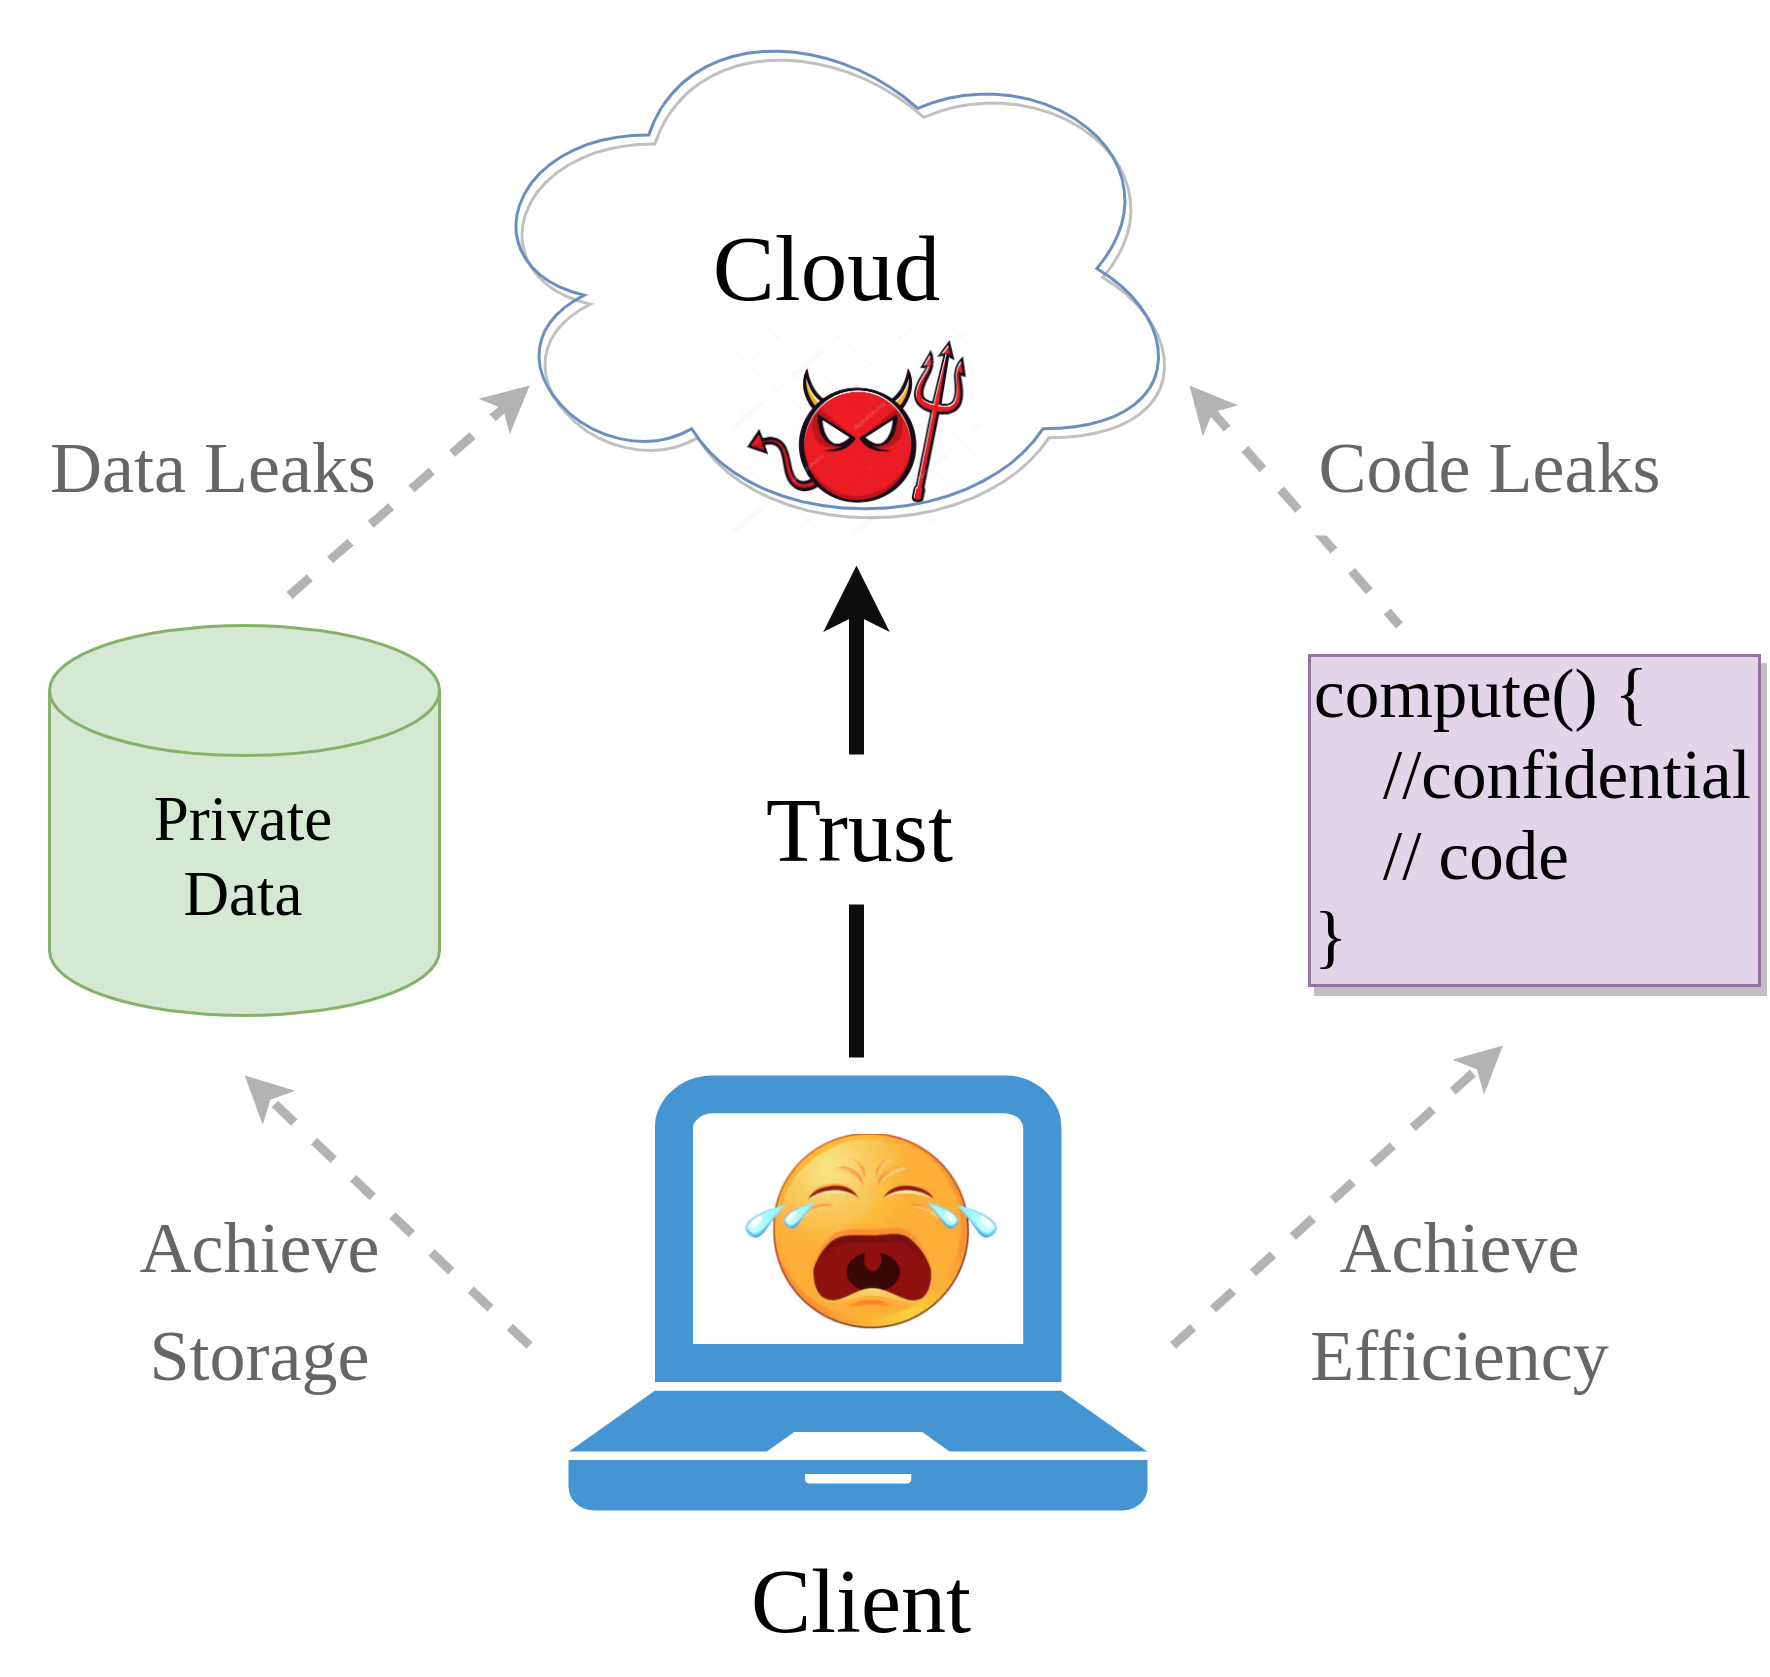 Cloud
Data Leaks
Code Leaks
Private
Data
Trust
compute() {
//confidential
// code
}
Achieve
Storage
Achieve
Efficiency
Client